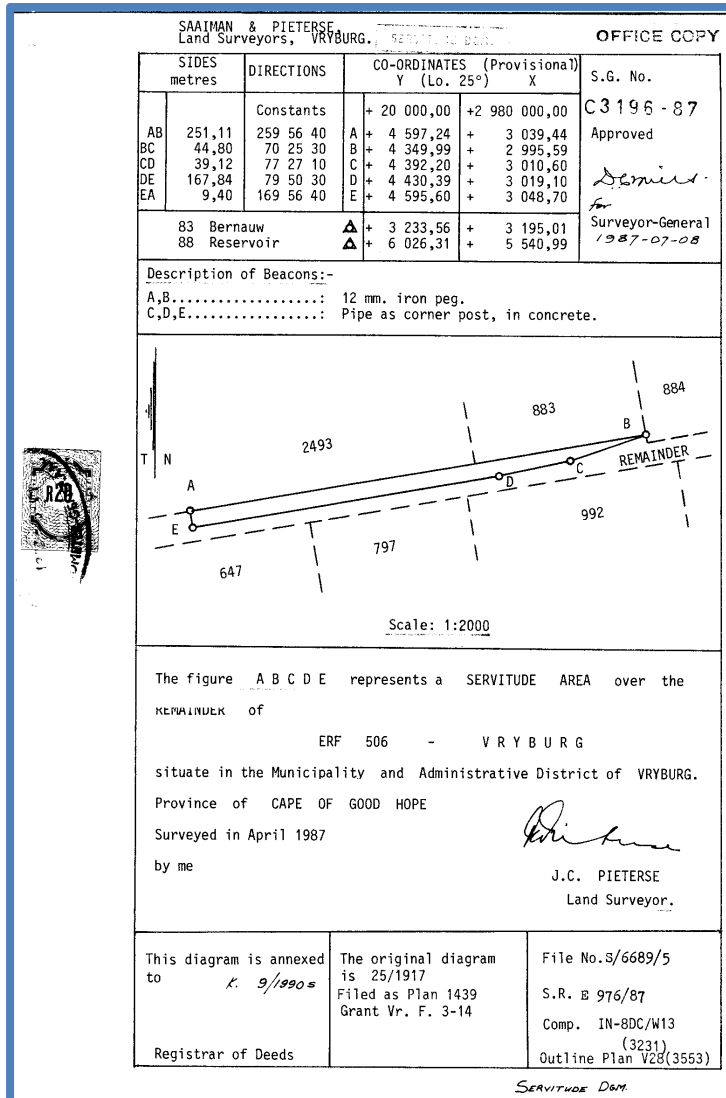 SAAIMAN & PIETERSE,
Land Surveyors, VRYBURG.
OFFICE COPY
SIDES metres DIRECTIONS CO-ORDINATES (Provisional) Y (Lo. 25°) X
Constants + 20 000,00 +2 980 000,00
AB 251,11 259 56 40 A + 4 597,24 + 3 039,44
BC 44,80 70 25 30 B + 4 349,99 + 2 995,59
CD 39,12 77 27 10 C + 4 392,20 + 3 010,60
DE 167,84 79 50 30 D + 4 430,39 + 3 019,10
EA 9,40 169 56 40 E + 4 595,60 + 3 048,70
83 Bernauw + 3 233,56 + 3 195,01
88 Reservoir + 6 026,31 + 5 540,99
S.G. No.
C3196-87
Approved
for
Surveyor-General
1987-07-08
Description of Beacons:-
A,B...................: 12 mm. iron peg.
C,D,E.................: Pipe as corner post, in concrete.
884
883
B
2493
REMAINDER
T N
C
D
A
E
992
797
647
Scale: 1:2000
The figure A B C D E represents a SERVITUDE AREA over the
REMAINDER of
ERF 506 - VRYBURG
situate in the Municipality and Administrative District of VRYBURG.
Province of CAPE OF GOOD HOPE
Surveyed in April 1987
by me
J.C. PIETERSE
Land Surveyor.
This diagram is annexed
to K. 9/1990 s
Registrar of Deeds
The original diagram
is 25/1917
Filed as Plan 1439
Grant Vr. F. 3-14
File No. S/6689/5
S.R. E 976/87
Comp. IN-8DC/W13
(3231)
Outline Plan V28(3553)
SERVITUDE DGM.
R20